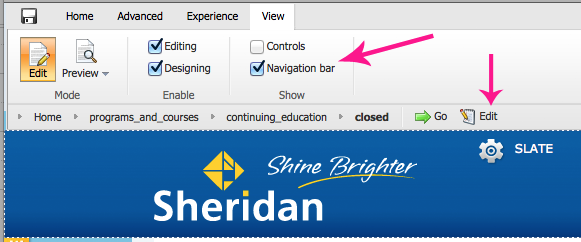 Home Advanced Experience View
Editing Controls
Edit Preview Designing Navigation bar
Mode Enable Show
Home programs_and_courses continuing_education closed Go Edit
SLATE
Shine Brighter
Sheridan